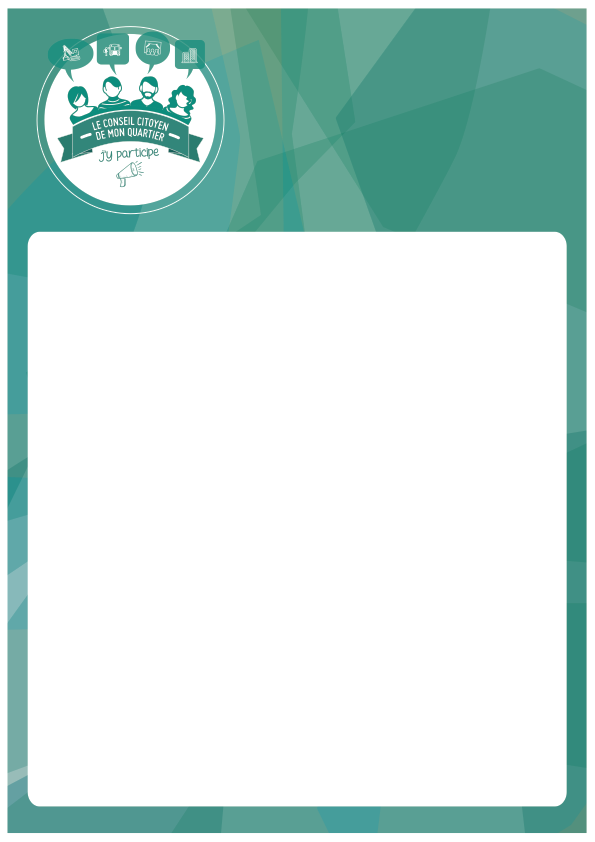 LE CONSEIL CITOYEN
DE MON QUARTIER
j'y participe